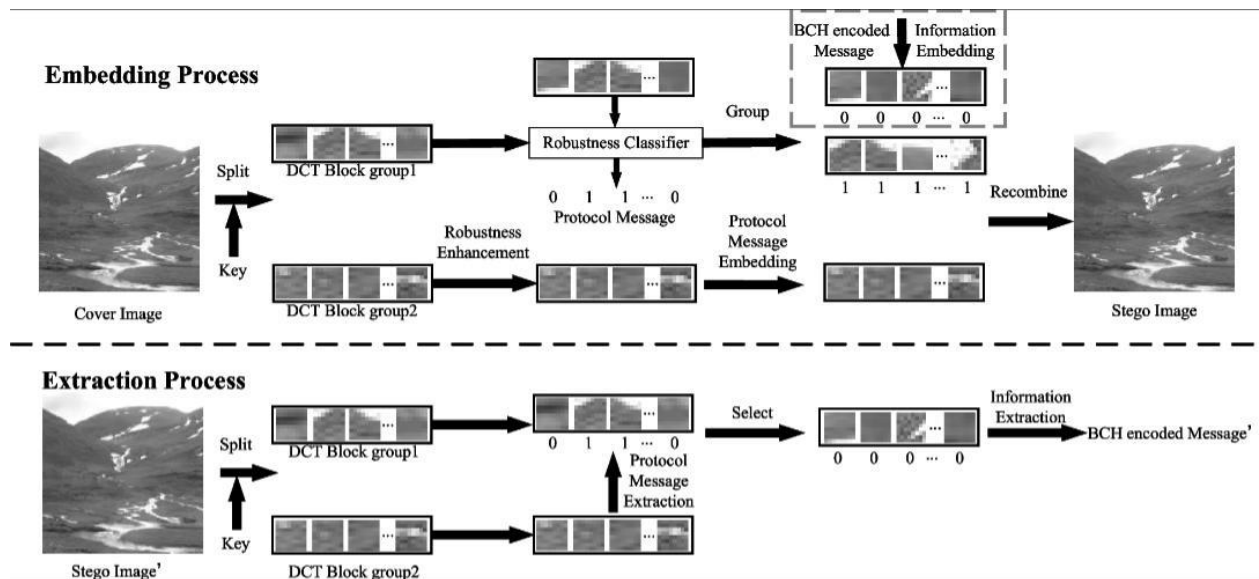 BCH encoded
Message
Information
Embedding
Embedding Process
...
0 0 0 ... 0
Group
Split
DCT Block group1
Robustness Classifier
...
1 1 1 ... 1
0 1 1 ... 0
Protocol Message
Recombine
Key
Robustness
Enhancement
Protocol
Message
Embedding
...
DCT Block group2
Cover Image
Stego Image
Extraction Process
Split
DCT Block group1
...
0 1 1 ... 0
Select
...
0 0 0 ... 0
Information
Extraction
BCH encoded Message'
Protocol
Message
Extraction
Key
...
Stego Image'
DCT Block group2